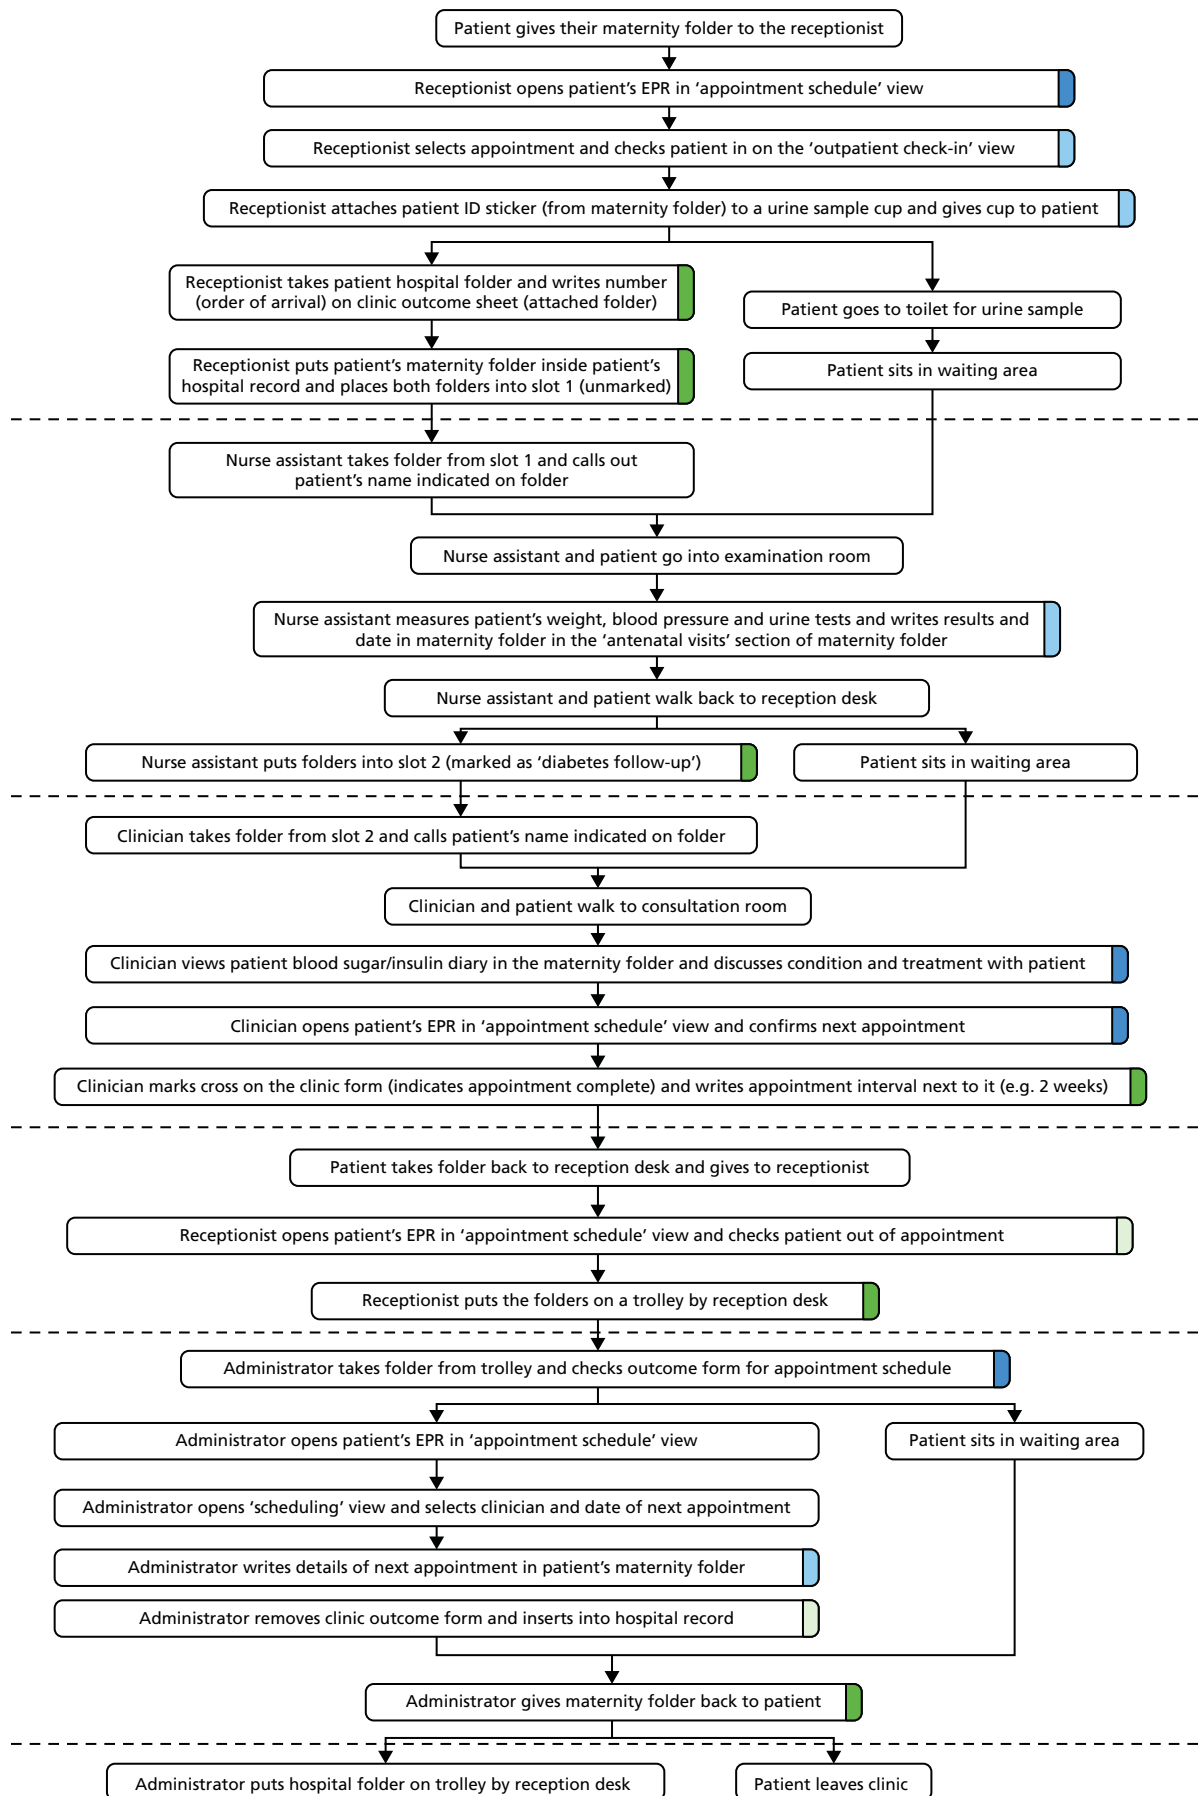 Patient gives their maternity folder to the receptionist
Receptionist opens patient’s EPR in ‘appointment schedule’ view
Receptionist selects appointment and checks patient in on the ‘outpatient check-in’ view
Receptionist attaches patient ID sticker (from maternity folder) to a urine sample cup and gives cup to patient
Receptionist takes patient hospital folder and writes number
(order of arrival) on clinic outcome sheet (attached folder)
Patient goes to toilet for urine sample
Receptionist puts patient’s maternity folder inside patient’s
hospital record and places both folders into slot 1 (unmarked)
Patient sits in waiting area
Nurse assistant takes folder from slot 1 and calls out
patient’s name indicated on folder
Nurse assistant and patient go into examination room
Nurse assistant measures patient’s weight, blood pressure and urine tests and writes results and
date in maternity folder in the ‘antenatal visits’ section of maternity folder
Nurse assistant and patient walk back to reception desk
Nurse assistant puts folders into slot 2 (marked as ‘diabetes follow-up’)
Patient sits in waiting area
Clinician takes folder from slot 2 and calls patient’s name indicated on folder
Clinician and patient walk to consultation room
Clinician views patient blood sugar/insulin diary in the maternity folder and discusses condition and treatment with patient
Clinician opens patient’s EPR in ‘appointment schedule’ view and confirms next appointment
Clinician marks cross on the clinic form (indicates appointment complete) and writes appointment interval next to it (e.g. 2 weeks)
Patient takes folder back to reception desk and gives to receptionist
Receptionist opens patient’s EPR in ‘appointment schedule’ view and checks patient out of appointment
Receptionist puts the folders on a trolley by reception desk
Administrator takes folder from trolley and checks outcome form for appointment schedule
Administrator opens patient’s EPR in ‘appointment schedule’ view
Patient sits in waiting area
Administrator opens ‘scheduling’ view and selects clinician and date of next appointment
Administrator writes details of next appointment in patient’s maternity folder
Administrator removes clinic outcome form and inserts into hospital record
Administrator gives maternity folder back to patient
Administrator puts hospital folder on trolley by reception desk
Patient leaves clinic